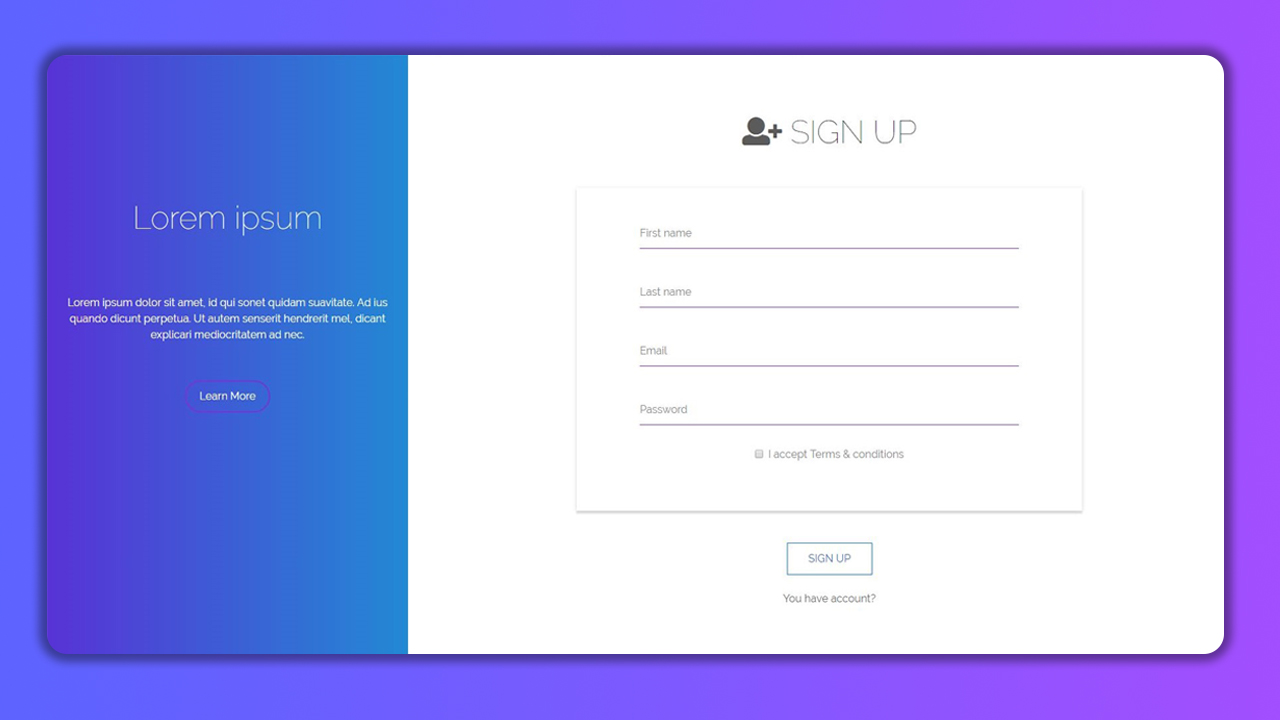 Lorem ipsum
Lorem ipsum dolor sit amet, id qui sonet quidam suavitate. Ad ius
quando dicunt perpetua. Ut autem senserit hendrerit mel, dicant
explicari mediocritatem ad nec.
Learn More
SIGN UP
First name
Last name
Email
Password
I accept Terms & conditions
SIGN UP
You have account?